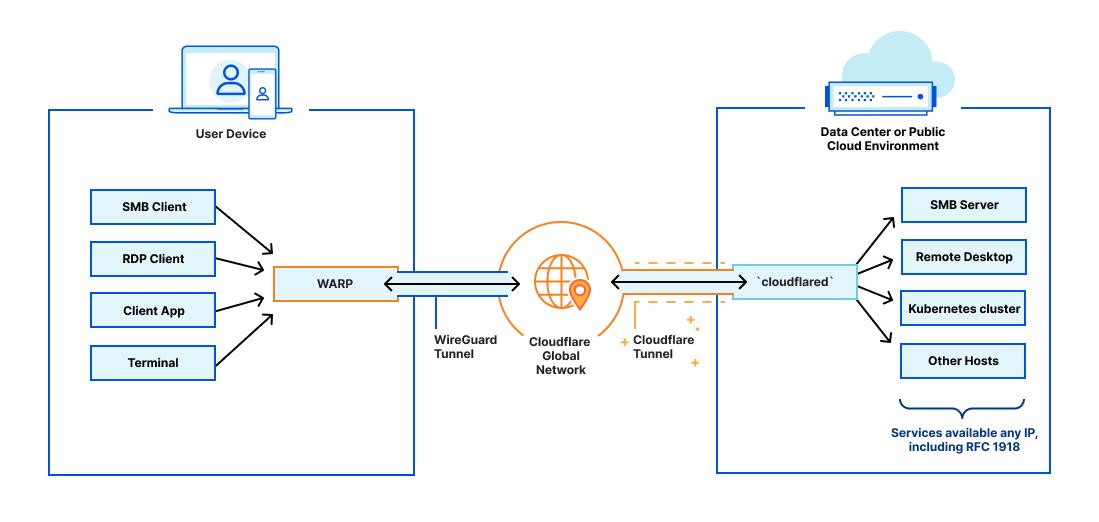 User Device
SMB Client
RDP Client
Client App
Terminal
WARP
WireGuard
Tunnel
Cloudflare
Global
Network
Cloudflare
Tunnel
Data Center or Public
Cloud Environment
`cloudflared`
SMB Server
Remote Desktop
Kubernetes cluster
Other Hosts
Services available any IP,
including RFC 1918